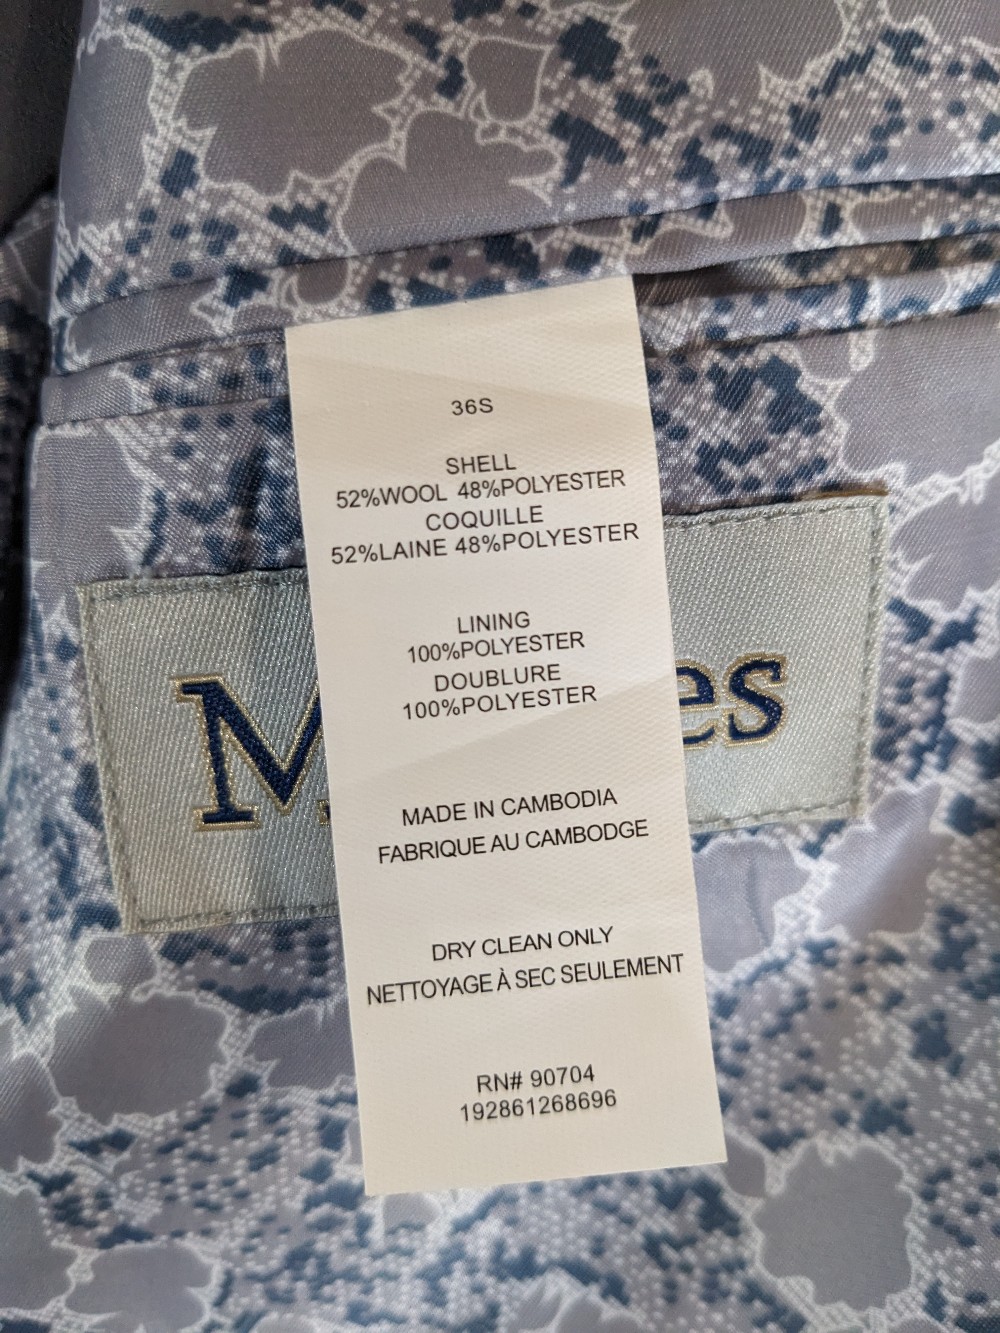 36S
SHELL
52%WOOL 48%POLYESTER
COQUILLE
52%LAINE 48%POLYESTER
LINING
100%POLYESTER
DOUBLURE
100%POLYESTER
MADE IN CAMBODIA
FABRIQUE AU CAMBODGE
DRY CLEAN ONLY
NETTOYAGE À SEC SEULEMENT
RN# 90704
192861268696